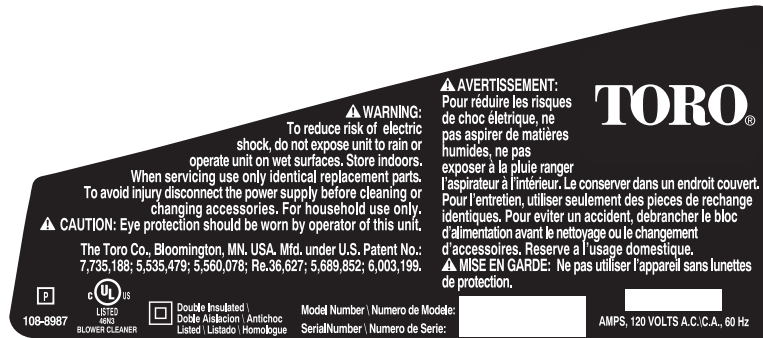 ⚠ WARNING:
To reduce risk of electric
shock, do not expose unit to rain or
operate unit on wet surfaces. Store indoors.
When servicing use only identical replacement parts.
To avoid injury disconnect the power supply before cleaning or
changing accessories. For household use only.
⚠ CAUTION: Eye protection should be worn by operator of this unit.
The Toro Co., Bloomington, MN. USA. Mfd. under U.S. Patent No.:
7,735,188; 5,535,479; 5,560,078; Re.36,627; 5,689,852; 6,003,199.
⚠ AVERTISSEMENT:
Pour réduire les risques
de choc életrique, ne
pas aspirer de matières
humides, ne pas
exposer à la pluie ranger
l'aspirateur à l'intérieur. Le conserver dans un endroit couvert.
Pour l'entretien, utiliser seulement des pieces de rechange
identiques. Pour eviter un accident, debrancher le bloc
d'alimentation avant le nettoyage ou le changement
d'accessoires. Reserve a l'usage domestique.
⚠ MISE EN GARDE: Ne pas utiliser l'appareil sans lunettes
de protection.
TORO®
P
108-8987
C UL US
LISTED
46N3
BLOWER CLEANER
Double Insulated \
Doble Aislacion \ Antichoc
Listed \ Listado \ Homologue
Model Number \ Numero de Modele:
SerialNumber \ Numero de Serie:
AMPS, 120 VOLTS A.C.\C.A., 60 Hz